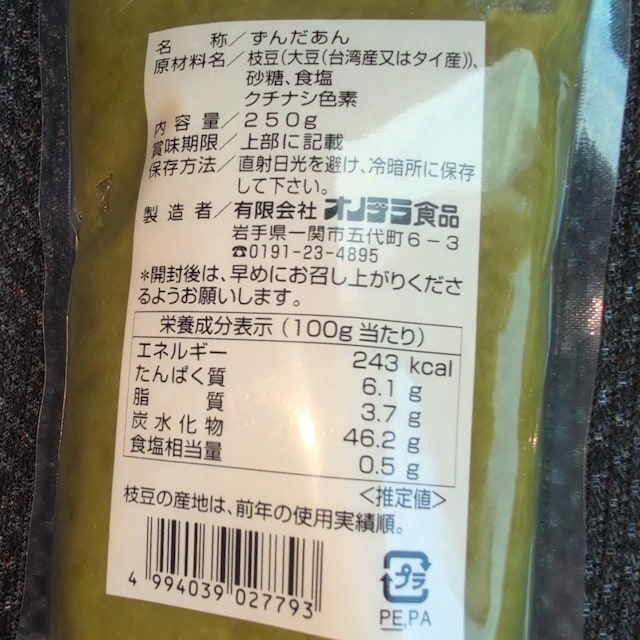 名　　称／ずんだあん
原材料名／枝豆(大豆(台湾産又はタイ産))、
砂糖、食塩
クチナシ色素
内 容 量／２５０ｇ
賞味期限／上部に記載
保存方法／直射日光を避け、冷暗所に保存
して下さい。
製 造 者／有限会社 オノデラ食品
岩手県一関市五代町６－３
☎0191-23-4895
＊開封後は、早めにお召し上がりくださ
るようお願いします。
栄養成分表示（100g当たり）
エネルギー　243 kcal
たんぱく質　6.1 g
脂　　質　3.7 g
炭水化物　46.2 g
食塩相当量　0.5 g
＜推定値＞
枝豆の産地は、前年の使用実績順。
4 994039 027793
プラ
PE,PA